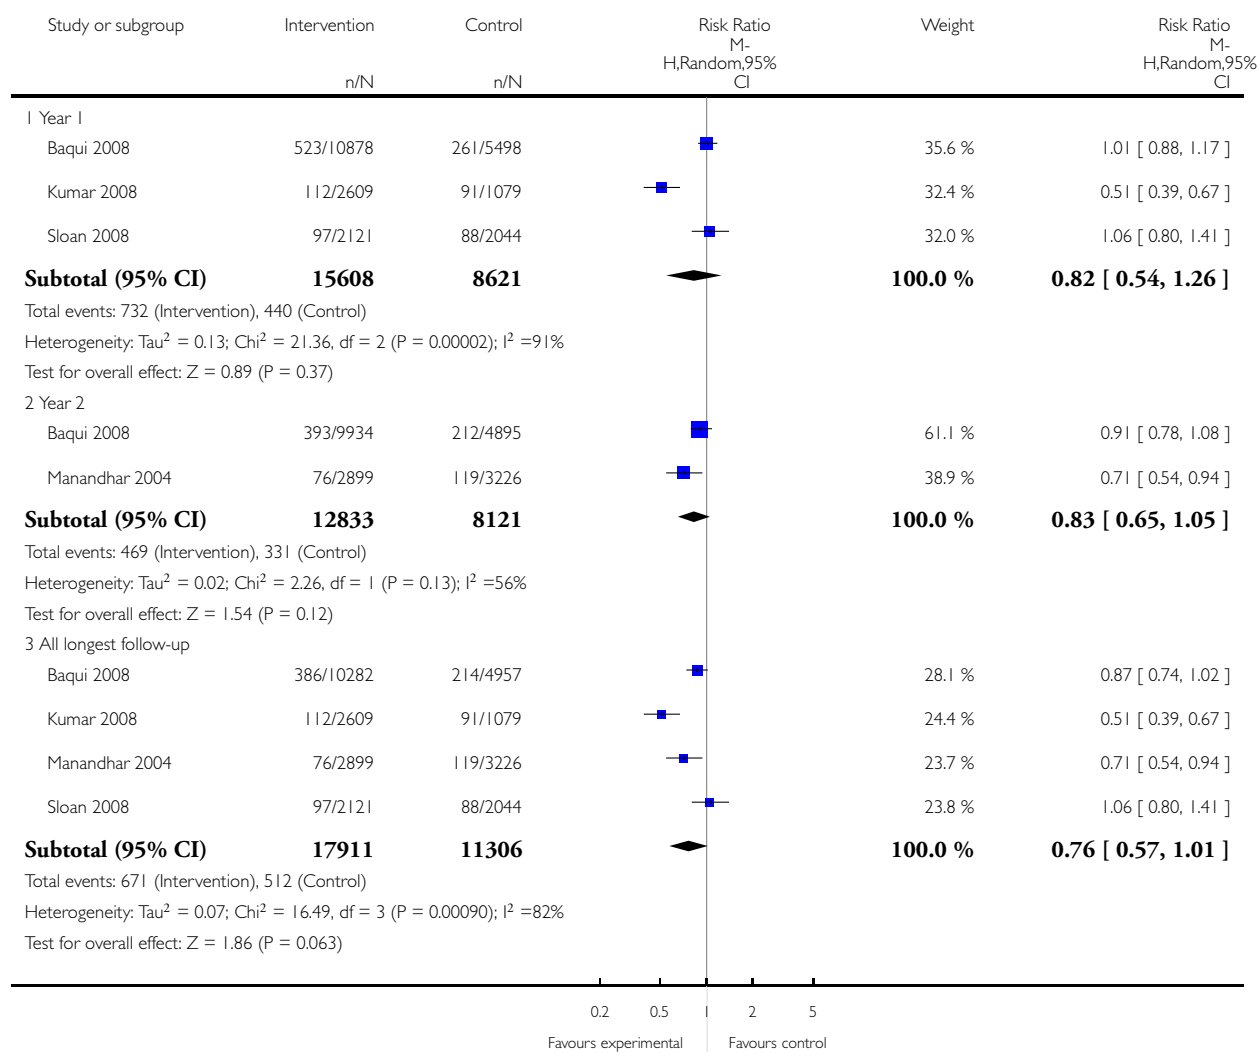 Study or subgroup Intervention Control Risk Ratio Weight Risk Ratio
M- M-
H,Random,95% H,Random,95%
n/N n/N CI CI
1 Year 1
Baqui 2008 523/10878 261/5498 35.6 % 1.01 [ 0.88, 1.17 ]
Kumar 2008 112/2609 91/1079 32.4 % 0.51 [ 0.39, 0.67 ]
Sloan 2008 97/2121 88/2044 32.0 % 1.06 [ 0.80, 1.41 ]
Subtotal (95% CI) 15608 8621 100.0 % 0.82 [ 0.54, 1.26 ]
Total events: 732 (Intervention), 440 (Control)
Heterogeneity: Tau² = 0.13; Chi² = 21.36, df = 2 (P = 0.00002); I² =91%
Test for overall effect: Z = 0.89 (P = 0.37)
2 Year 2
Baqui 2008 393/9934 212/4895 61.1 % 0.91 [ 0.78, 1.08 ]
Manandhar 2004 76/2899 119/3226 38.9 % 0.71 [ 0.54, 0.94 ]
Subtotal (95% CI) 12833 8121 100.0 % 0.83 [ 0.65, 1.05 ]
Total events: 469 (Intervention), 331 (Control)
Heterogeneity: Tau² = 0.02; Chi² = 2.26, df = 1 (P = 0.13); I² =56%
Test for overall effect: Z = 1.54 (P = 0.12)
3 All longest follow-up
Baqui 2008 386/10282 214/4957 28.1 % 0.87 [ 0.74, 1.02 ]
Kumar 2008 112/2609 91/1079 24.4 % 0.51 [ 0.39, 0.67 ]
Manandhar 2004 76/2899 119/3226 23.7 % 0.71 [ 0.54, 0.94 ]
Sloan 2008 97/2121 88/2044 23.8 % 1.06 [ 0.80, 1.41 ]
Subtotal (95% CI) 17911 11306 100.0 % 0.76 [ 0.57, 1.01 ]
Total events: 671 (Intervention), 512 (Control)
Heterogeneity: Tau² = 0.07; Chi² = 16.49, df = 3 (P = 0.00090); I² =82%
Test for overall effect: Z = 1.86 (P = 0.063)
0.2 0.5 1 2 5
Favours experimental Favours control